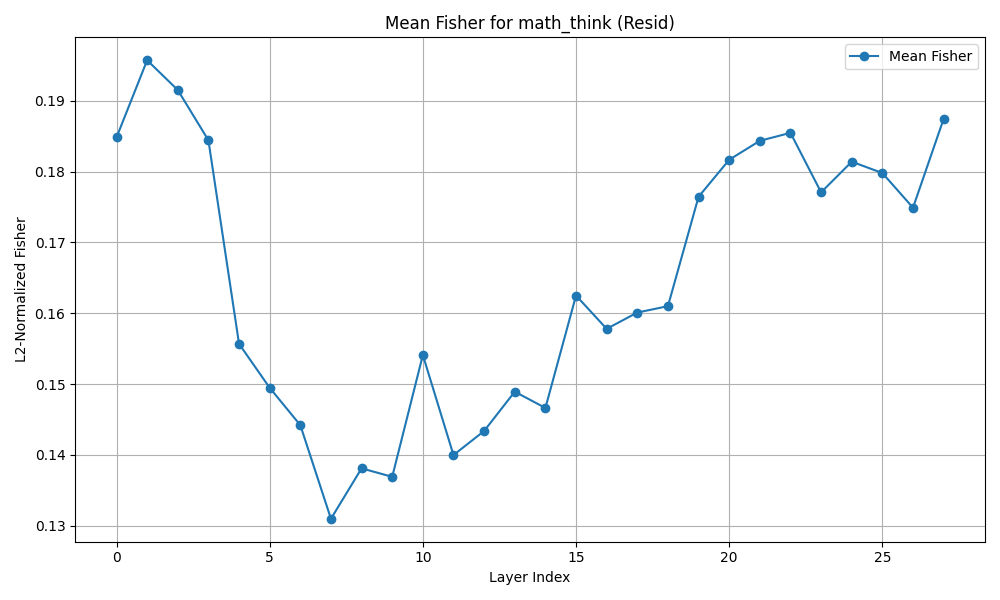 Mean Fisher for math_think (Resid)
Mean Fisher
L2-Normalized Fisher
0.19
0.18
0.17
0.16
0.15
0.14
0.13
0 5 10 15 20 25
Layer Index